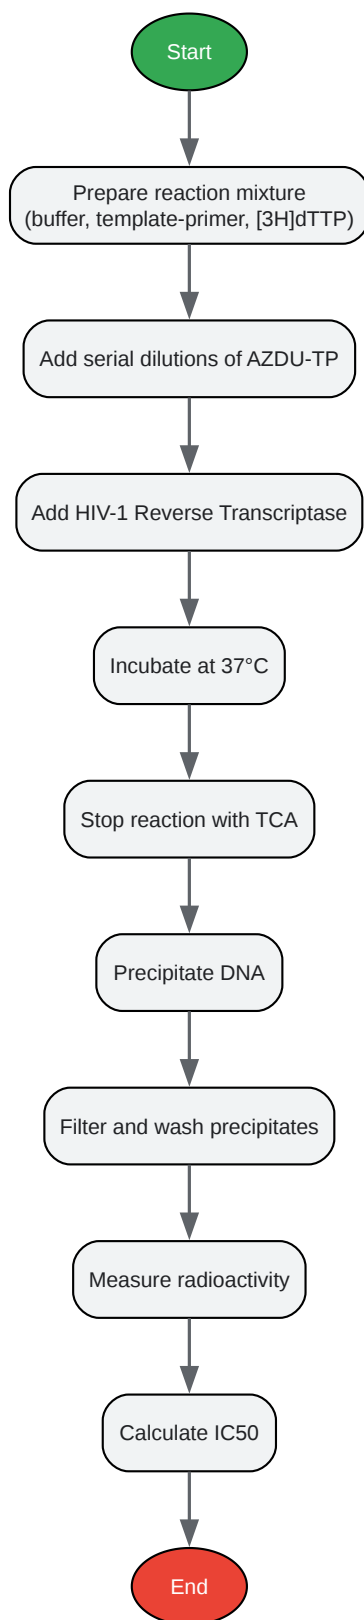 Start
Prepare reaction mixture
(buffer, template-primer, [3H]dTTP)
Add serial dilutions of AZDU-TP
Add HIV-1 Reverse Transcriptase
Incubate at 37°C
Stop reaction with TCA
Precipitate DNA
Filter and wash precipitates
Measure radioactivity
Calculate IC50
End